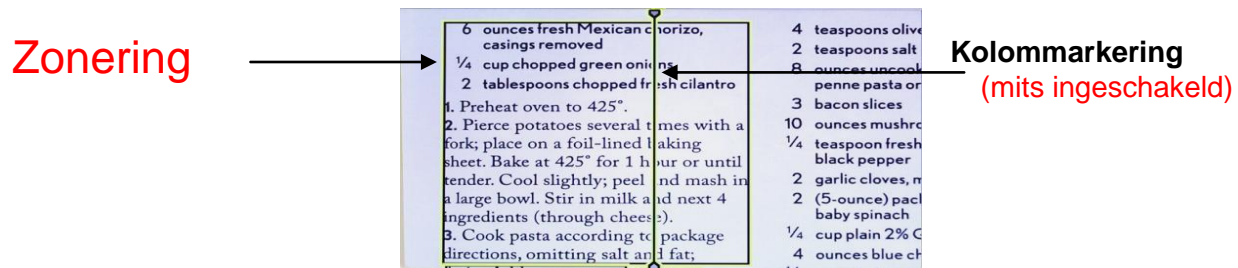 Zonering
6 ounces fresh Mexican chorizo,
casings removed
¼ cup chopped green onions
2 tablespoons chopped fresh cilantro
1. Preheat oven to 425°.
2. Pierce potatoes several times with a
fork; place on a foil-lined baking
sheet. Bake at 425° for 1 hour or until
tender. Cool slightly; peel and mash in
a large bowl. Stir in milk and next 4
ingredients (through cheese).
3. Cook pasta according to package
directions, omitting salt and fat;
4 teaspoons olive
2 teaspoons salt
8 ounces uncook
penne pasta or
3 bacon slices
10 ounces mushro
¼ teaspoon fresh
black pepper
2 garlic cloves, m
2 (5-ounce) pac
baby spinach
¼ cup plain 2% G
4 ounces blue ch
Kolommarkering
(mits ingeschakeld)